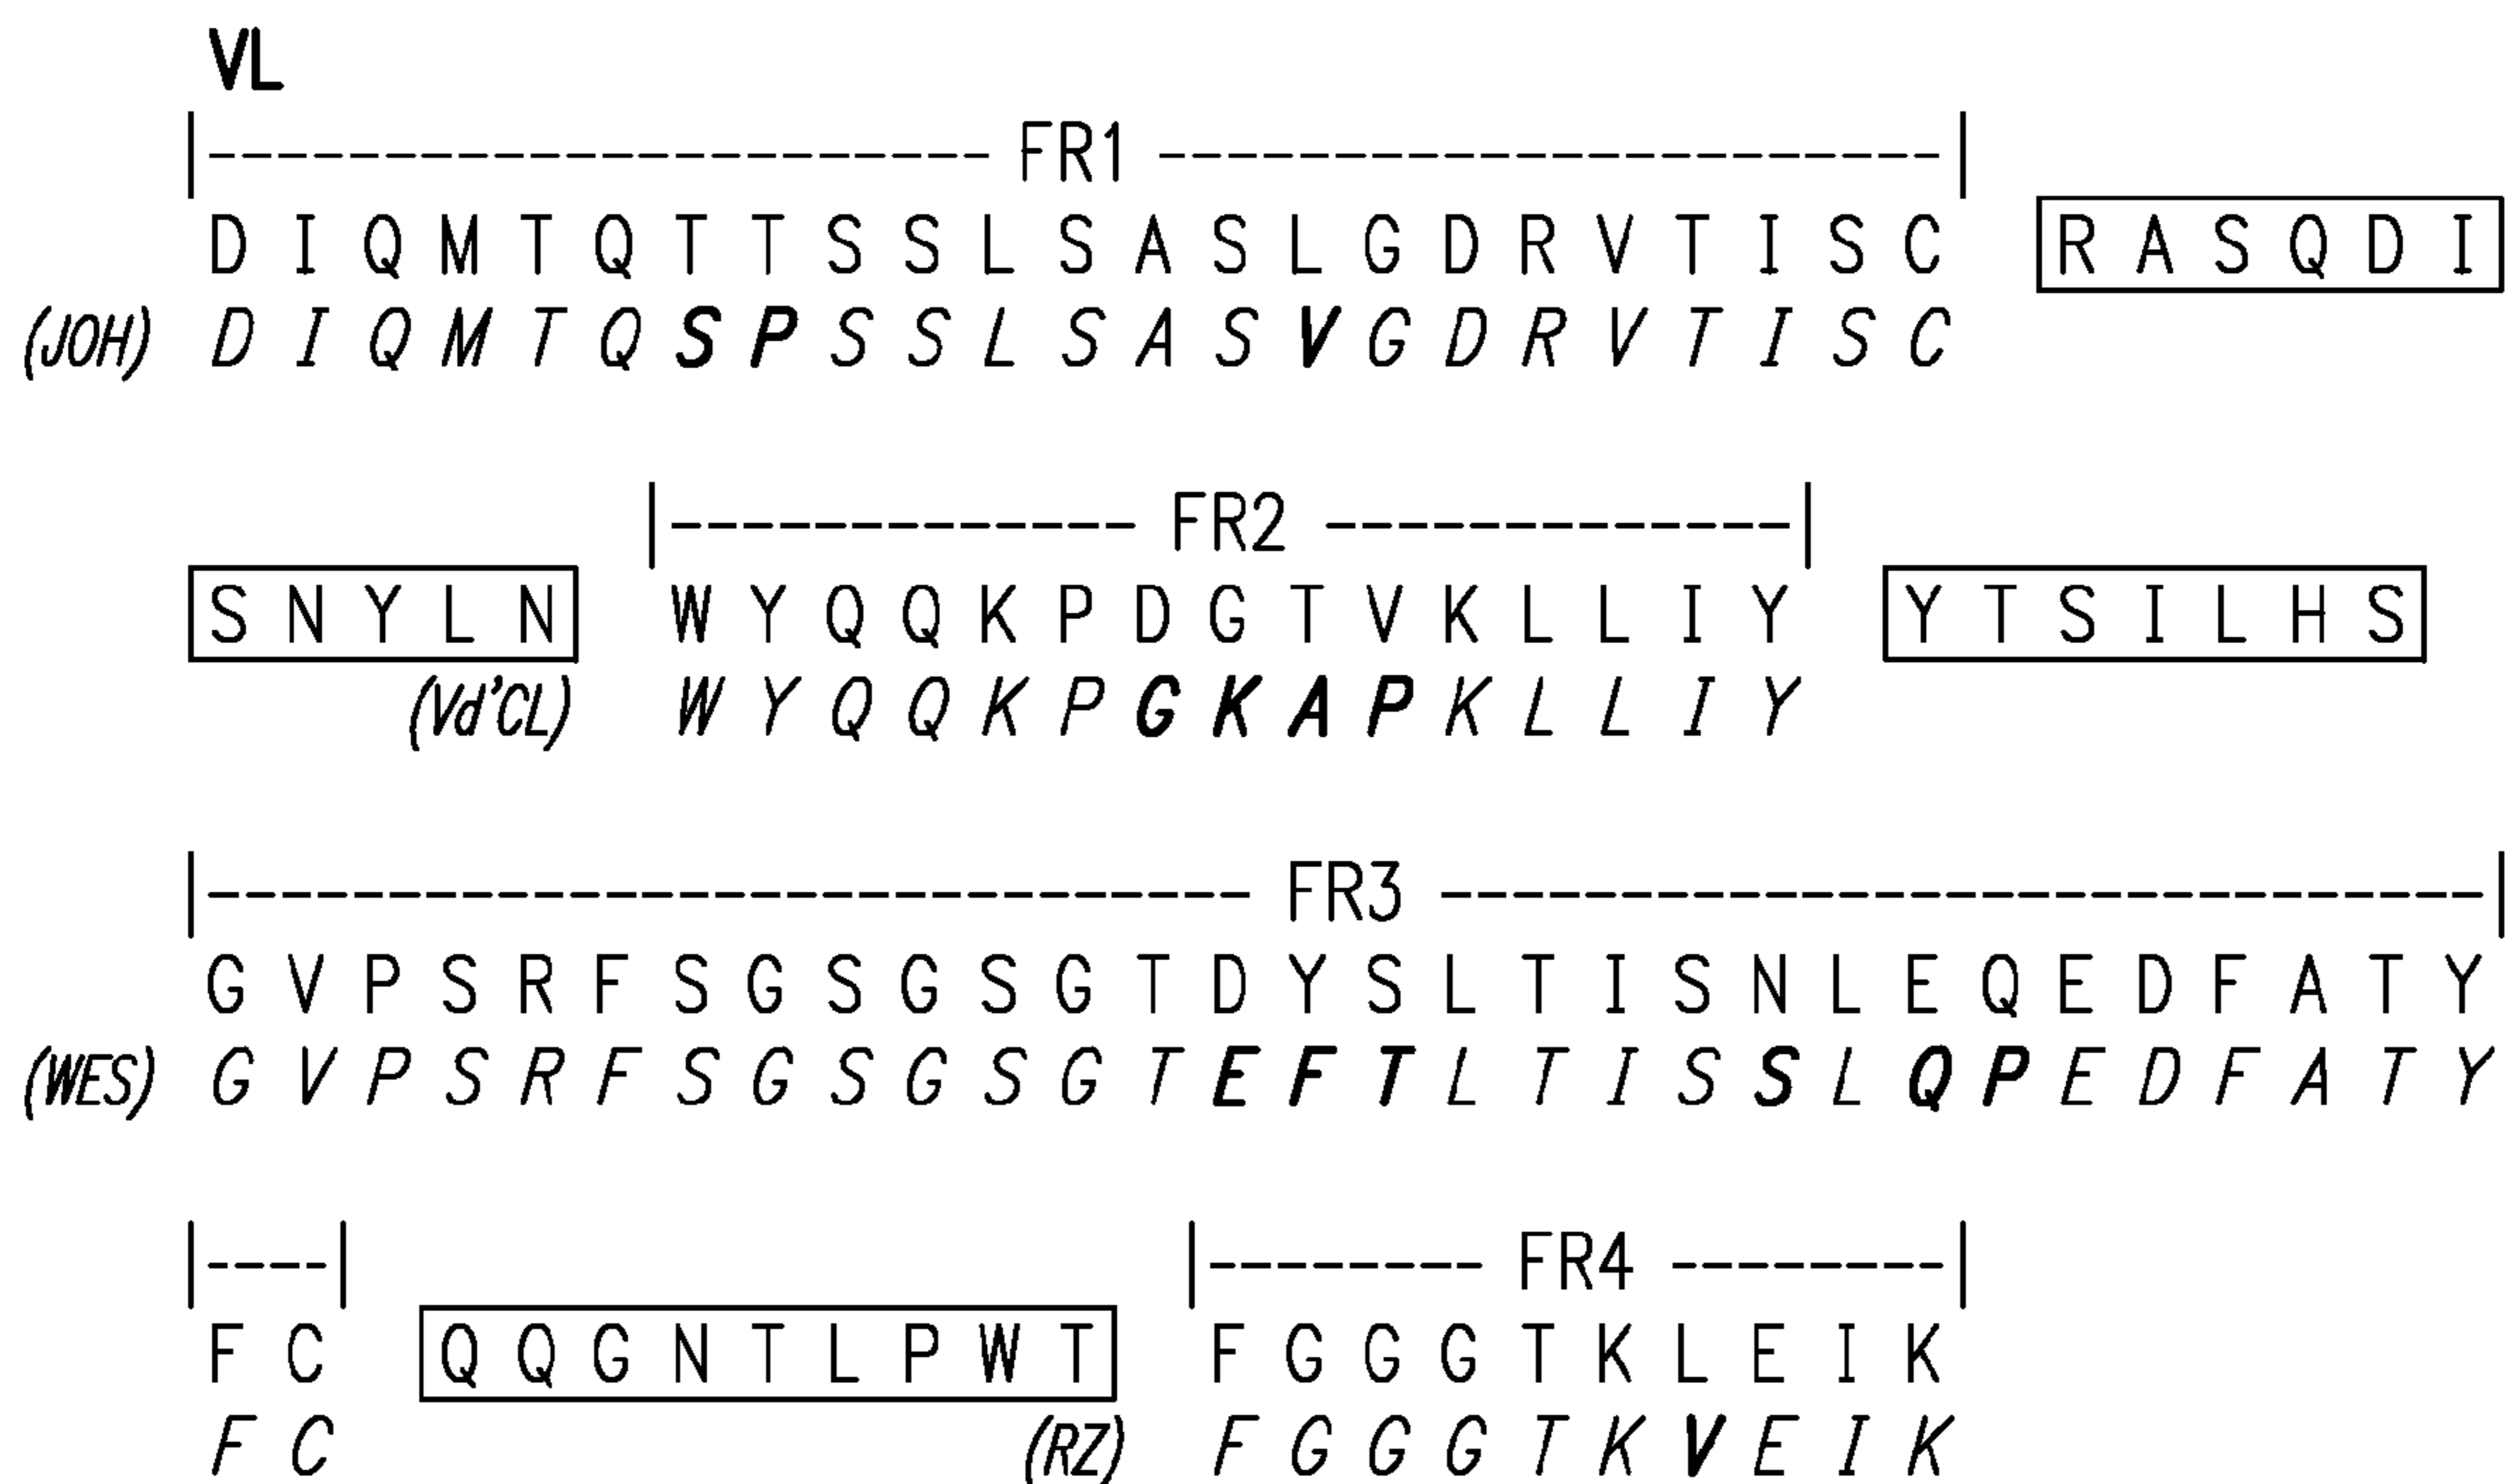 VL
|---------------------- FR1 ----------------------|
D I Q M T Q T T S S L S A S L G D R V T I S C R A S Q D I
(JOH) D I Q M T Q S P S S L S A S V G D R V T I S C
|------------- FR2 -------------|
S N Y L N W Y Q Q K P D G T V K L L I Y Y T S I L H S
(Vd'CL) W Y Q Q K P G K A P K L L I Y
|----------------------------- FR3 -----------------------------|
G V P S R F S G S G S G T D Y S L T I S N L E Q E D F A T Y
(WES) G V P S R F S G S G S G T E F T L T I S S L Q P E D F A T Y
|----| |-------- FR4 --------|
F C Q Q G N T L P W T F G G G T K L E I K
F C (RZ) F G G G T K V E I K